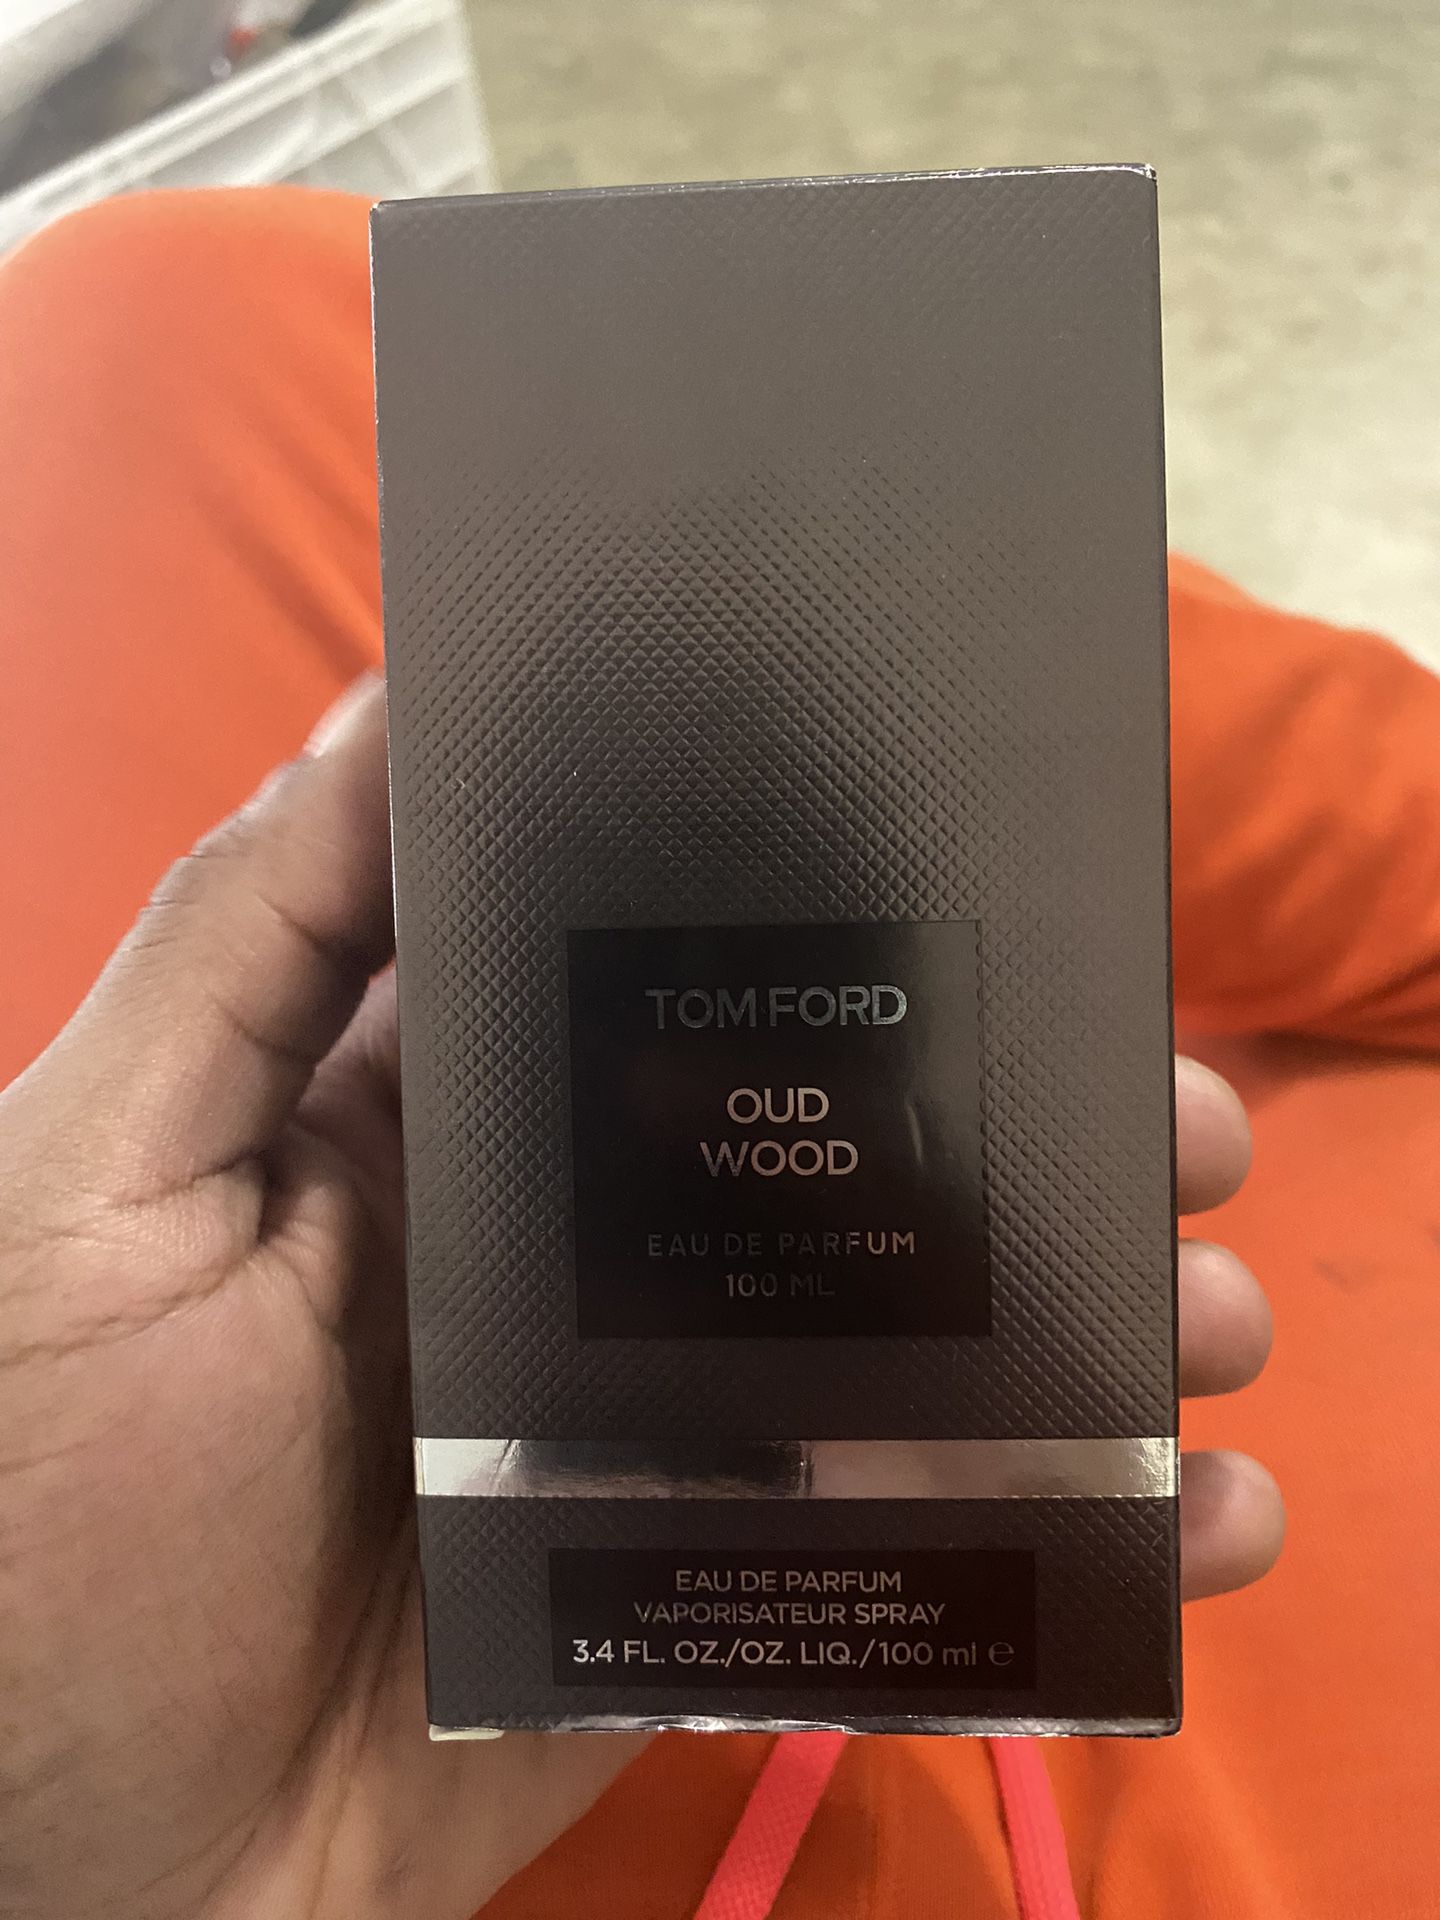 TOM FORD
OUD
WOOD
EAU DE PARFUM
100 ML
EAU DE PARFUM
VAPORISATEUR SPRAY
3.4 FL. OZ./OZ. LIQ./100 ml ℮